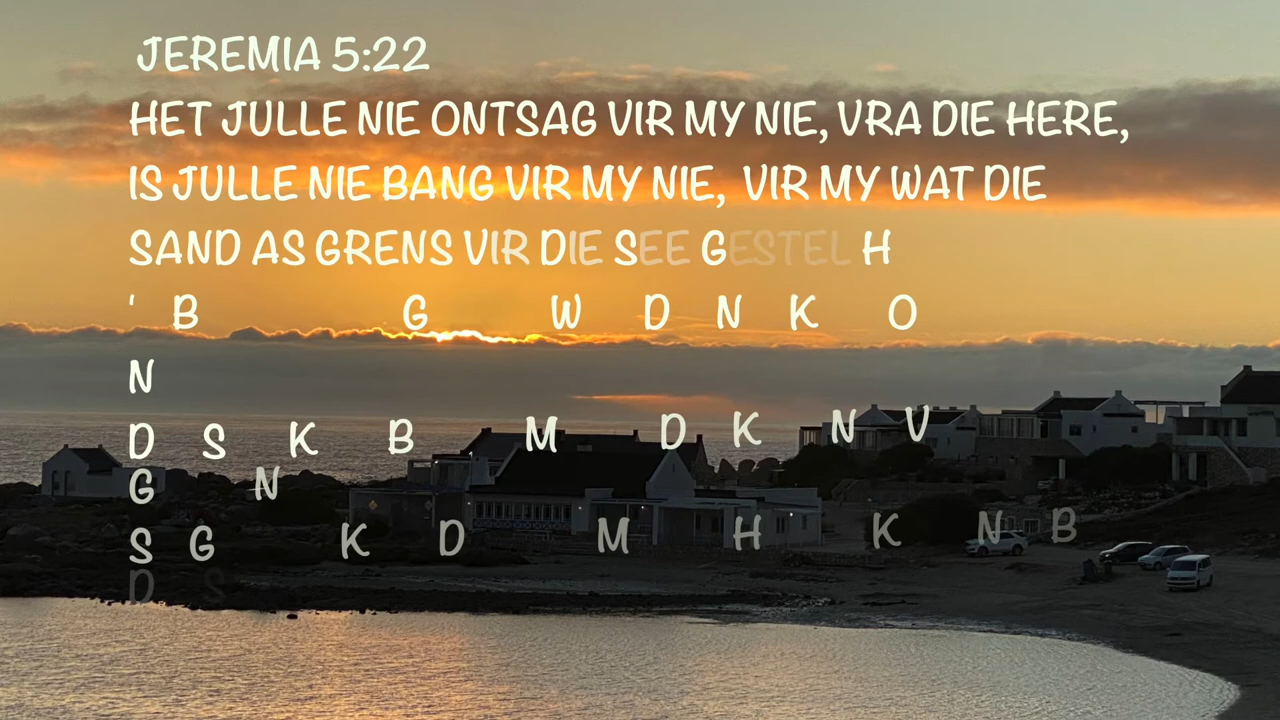 JEREMIA 5:22
HET JULLE NIE ONTSAG VIR MY NIE, VRA DIE HERE,
IS JULLE NIE BANG VIR MY NIE, VIR MY WAT DIE
SAND AS GRENS VIR DIE SEE GESTEL H
' B G W D N K O
N
D S K B M D K N V
G N
S G K D M H K N B
D S